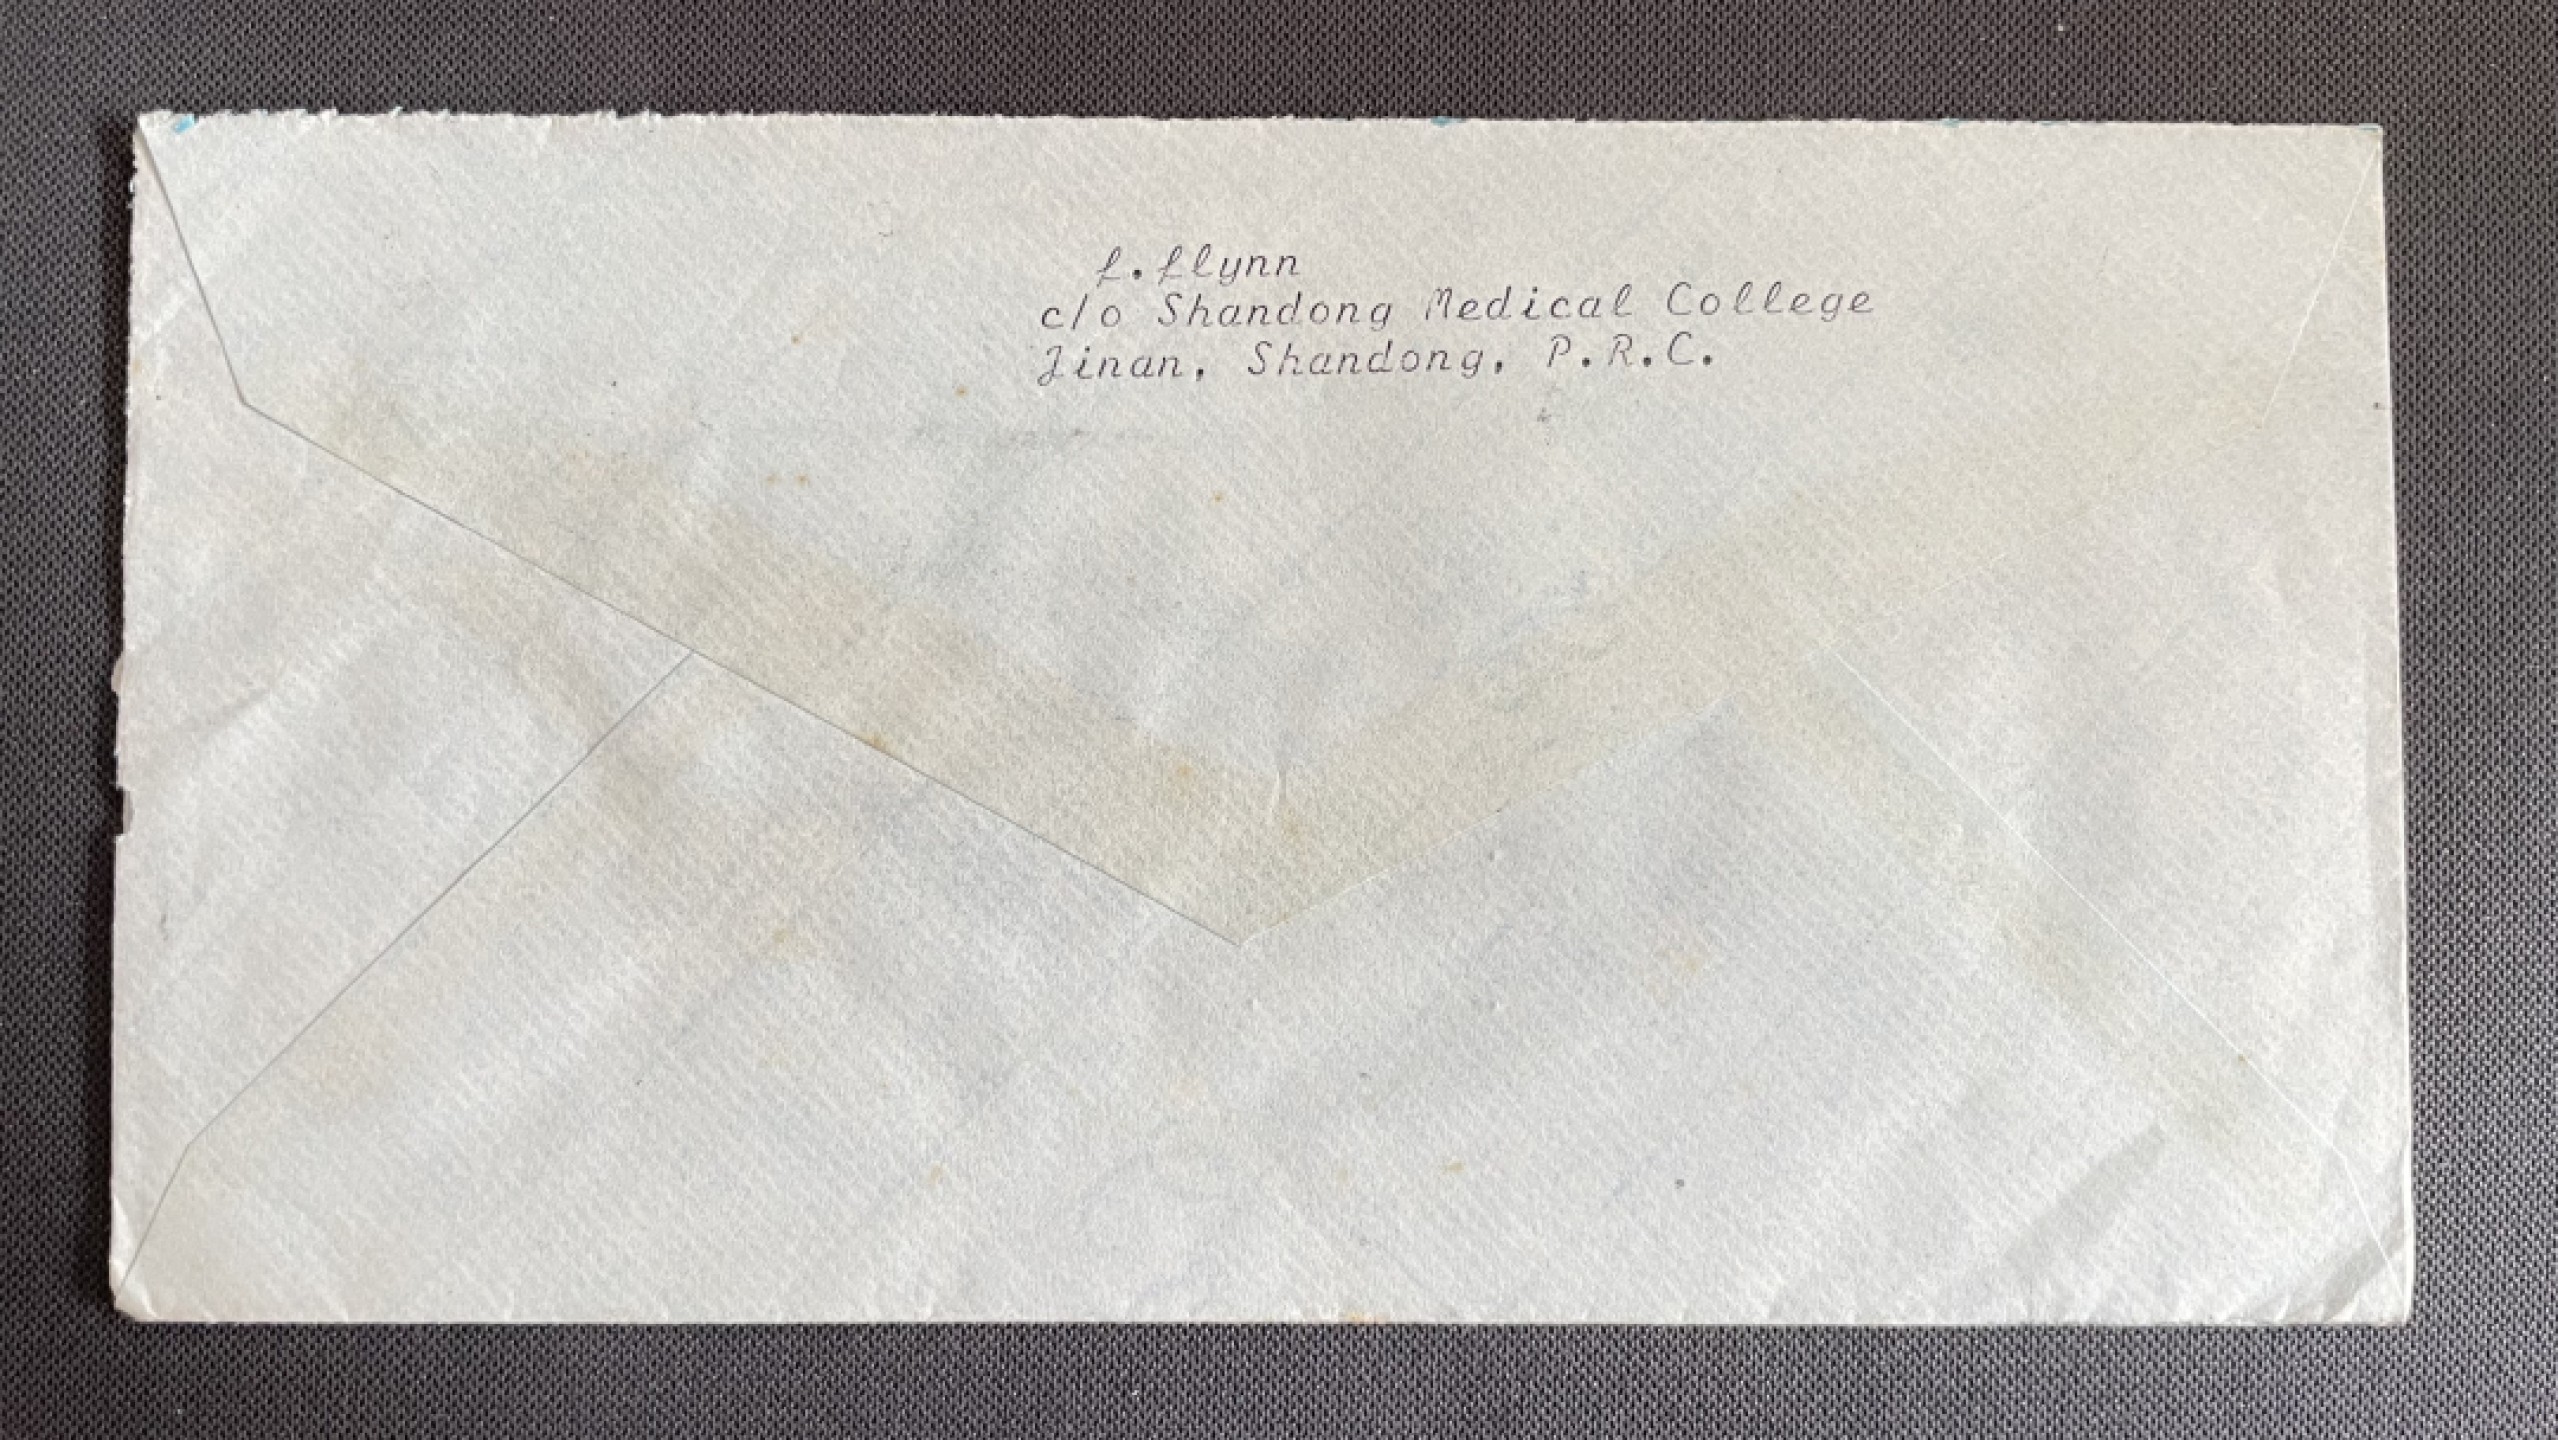 F.Flynn
c/o Shandong Medical College
Jinan, Shandong, P.R.C.